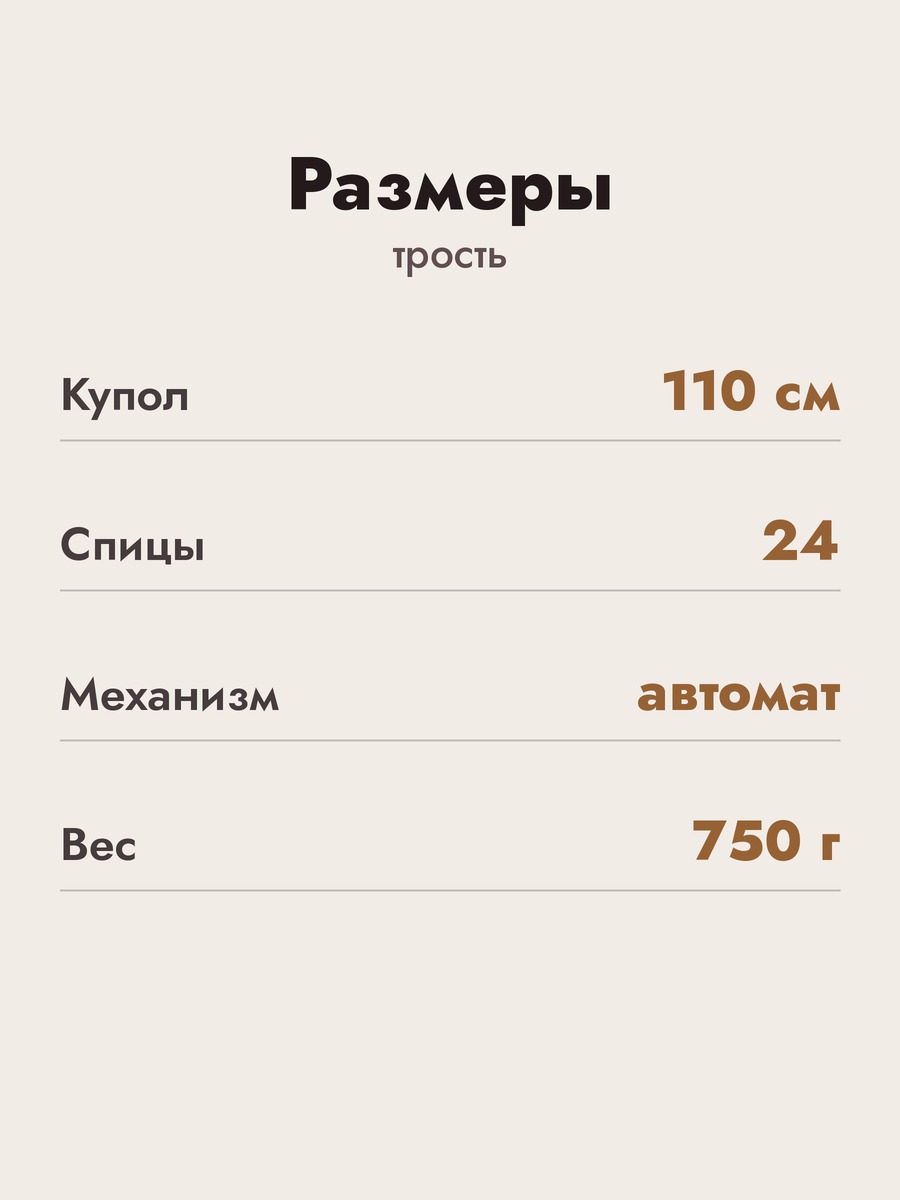 Размеры
трость
Купол 110 см
Спицы 24
Механизм автомат
Вес 750 г